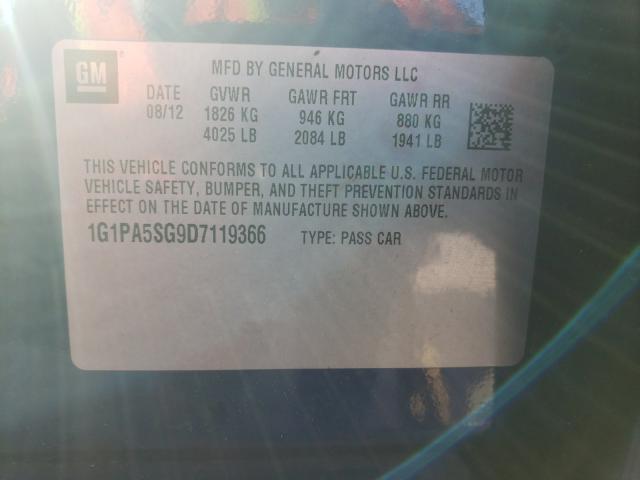 GM
MFD BY GENERAL MOTORS LLC
DATE GVWR GAWR FRT GAWR RR
08/12 1826 KG 946 KG 880 KG
4025 LB 2084 LB 1941 LB
THIS VEHICLE CONFORMS TO ALL APPLICABLE U.S. FEDERAL MOTOR
VEHICLE SAFETY, BUMPER, AND THEFT PREVENTION STANDARDS IN
EFFECT ON THE DATE OF MANUFACTURE SHOWN ABOVE.
1G1PA5SG9D7119366 TYPE: PASS CAR